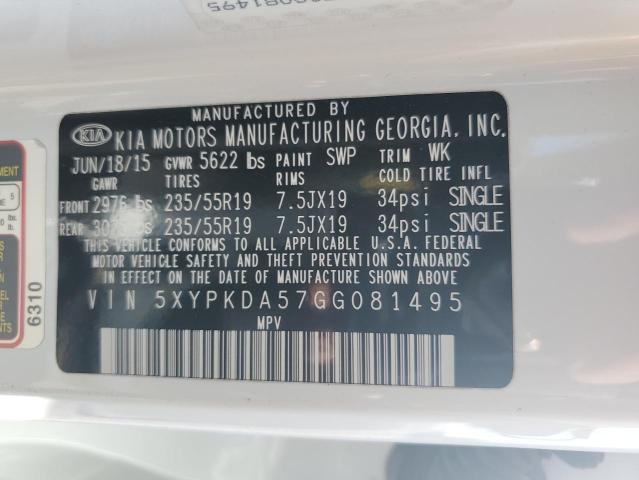 081495
MANUFACTURED BY
KIA KIA MOTORS MANUFACTURING GEORGIA, INC.
JUN/18/15 GVWR 5622 lbs PAINT SWP TRIM WK
GAWR TIRES RIMS COLD TIRE INFL
FRONT 2976 lbs 235/55R19 7.5JX19 34psi SINGLE
REAR 235/55R19 7.5JX19 34psi SINGLE
THIS VEHICLE CONFORMS TO ALL APPLICABLE U.S.A. FEDERAL
MOTOR VEHICLE SAFETY AND THEFT PREVENTION STANDARDS
IN EFFECT ON THE DATE OF MANUFACTURE SHOWN ABOVE.
VIN 5XYPKDA57GG081495
MPV
6310